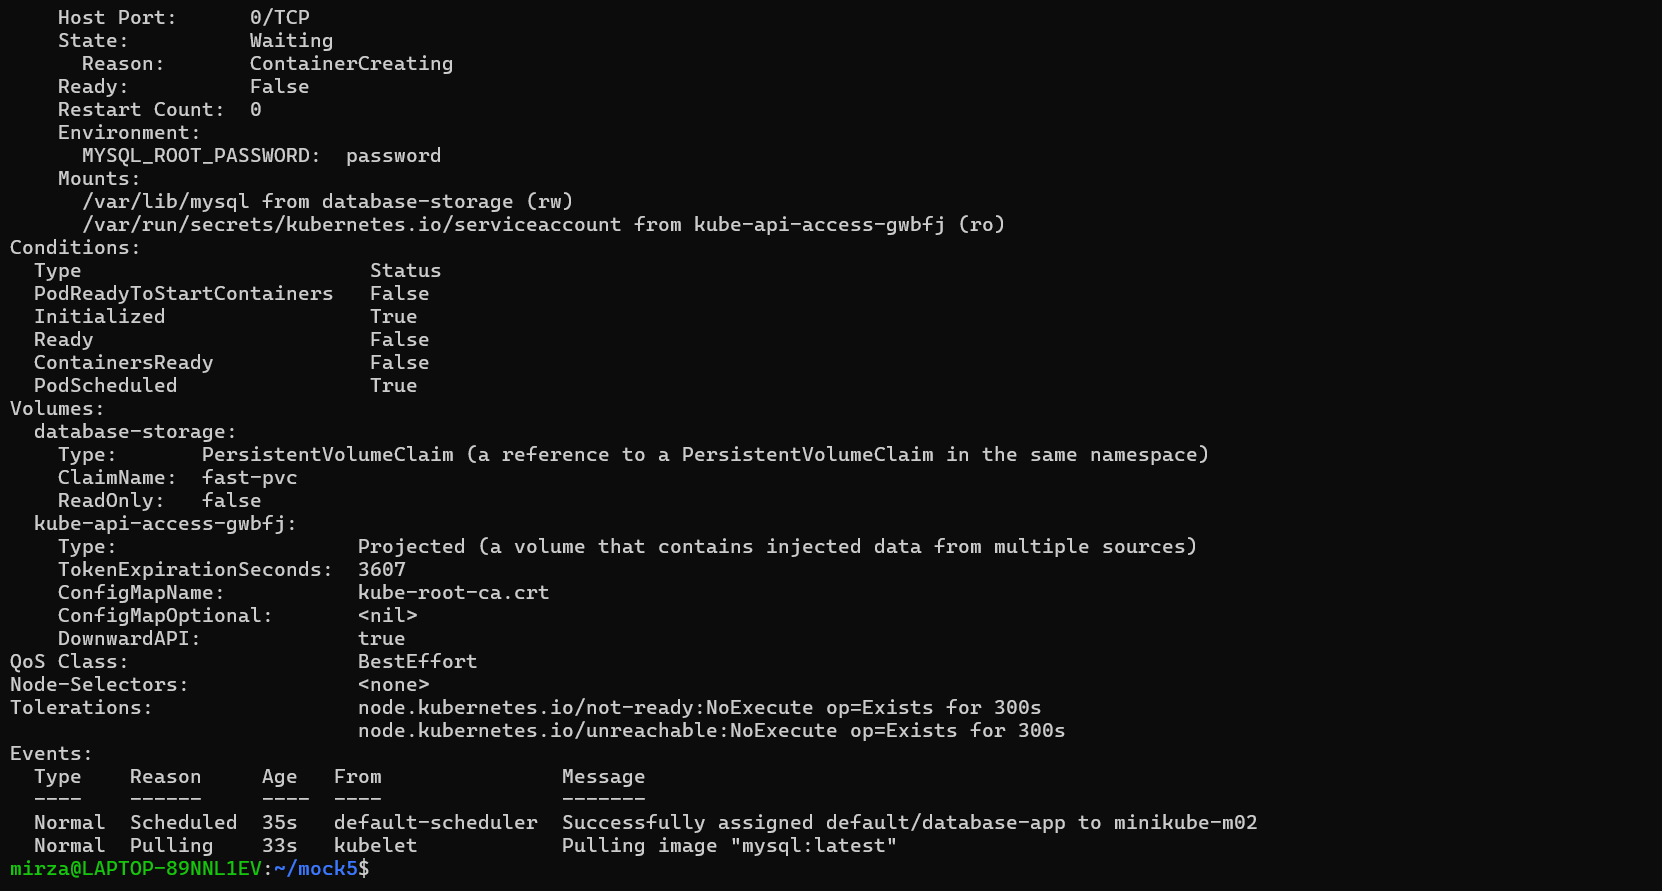 Host Port:      0/TCP
    State:          Waiting
      Reason:       ContainerCreating
    Ready:          False
    Restart Count:  0
    Environment:
      MYSQL_ROOT_PASSWORD:  password
    Mounts:
      /var/lib/mysql from database-storage (rw)
      /var/run/secrets/kubernetes.io/serviceaccount from kube-api-access-gwbfj (ro)
Conditions:
  Type                        Status
  PodReadyToStartContainers   False
  Initialized                 True
  Ready                       False
  ContainersReady             False
  PodScheduled                True
Volumes:
  database-storage:
    Type:       PersistentVolumeClaim (a reference to a PersistentVolumeClaim in the same namespace)
    ClaimName:  fast-pvc
    ReadOnly:   false
  kube-api-access-gwbfj:
    Type:                    Projected (a volume that contains injected data from multiple sources)
    TokenExpirationSeconds:  3607
    ConfigMapName:           kube-root-ca.crt
    ConfigMapOptional:       <nil>
    DownwardAPI:             true
QoS Class:                   BestEffort
Node-Selectors:              <none>
Tolerations:                 node.kubernetes.io/not-ready:NoExecute op=Exists for 300s
                             node.kubernetes.io/unreachable:NoExecute op=Exists for 300s
Events:
  Type    Reason     Age   From               Message
  ----    ------     ----  ----               -------
  Normal  Scheduled  35s   default-scheduler  Successfully assigned default/database-app to minikube-m02
  Normal  Pulling    33s   kubelet            Pulling image "mysql:latest"
mirza@LAPTOP-89NNL1EV:~/mock5$